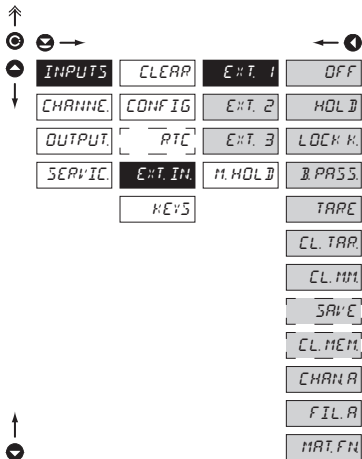 INPUTS CLEAR EXT. 1 OFF
CHANNE. CONFIG EXT. 2 HOLD
OUTPUT. RTC EXT. 3 LOCK K.
SERVIC. EXT. IN. M. HOLD B.PASS.
KEYS TARE
CL. TAR.
CL. MM.
SAVE
CL. MEM.
CHAN. A
FIL. A
MAT. FN.